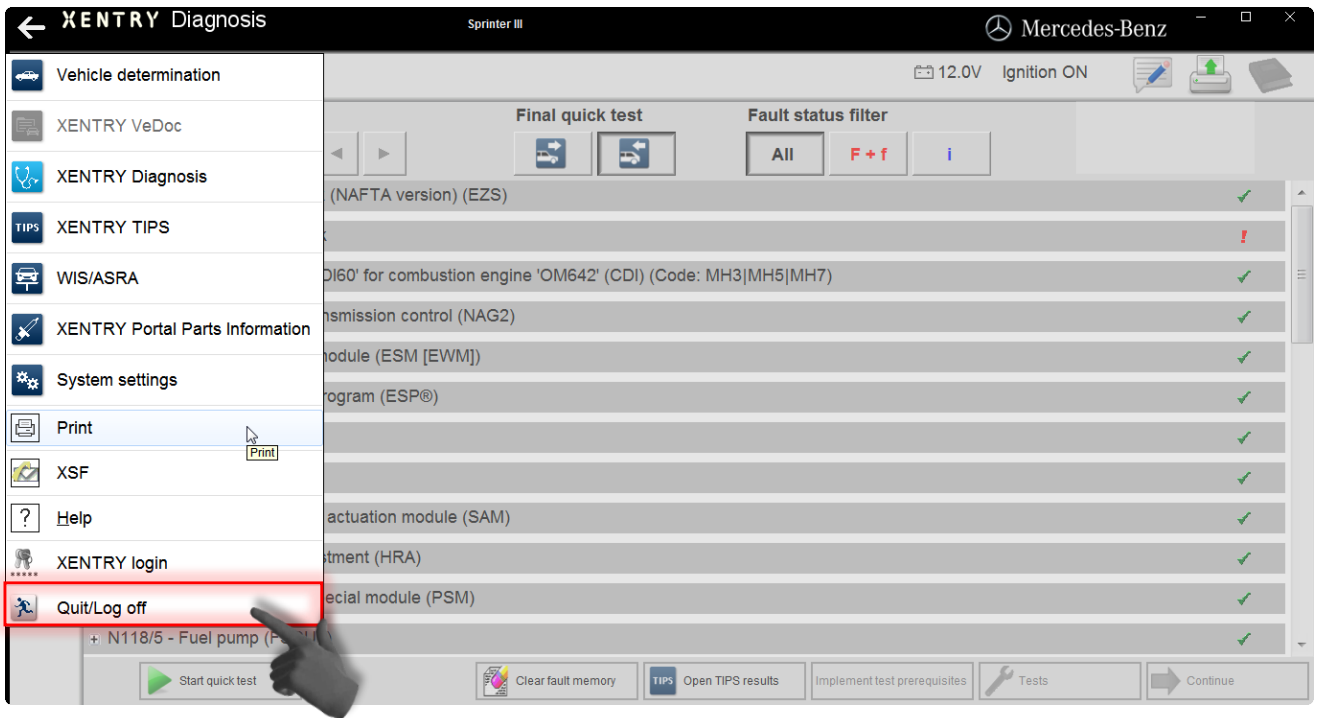 XENTRY Diagnosis
Sprinter III
Mercedes-Benz
Vehicle determination
XENTRY VeDoc
XENTRY Diagnosis
TIPS
XENTRY TIPS
WIS/ASRA
XENTRY Portal Parts Information
System settings
Print
Print
XSF
? Help
XENTRY login
Quit/Log off
12.0V Ignition ON
Final quick test Fault status filter
All F + f i
(NAFTA version) (EZS)
!
DI60' for combustion engine 'OM642' (CDI) (Code: MH3|MH5|MH7)
nsmission control (NAG2)
module (ESM [EWM])
rogram (ESP®)
actuation module (SAM)
stment (HRA)
ecial module (PSM)
+ N118/5 - Fuel pump
Start quick test
Clear fault memory
TIPS Open TIPS results
Implement test prerequisites
Tests
Continue